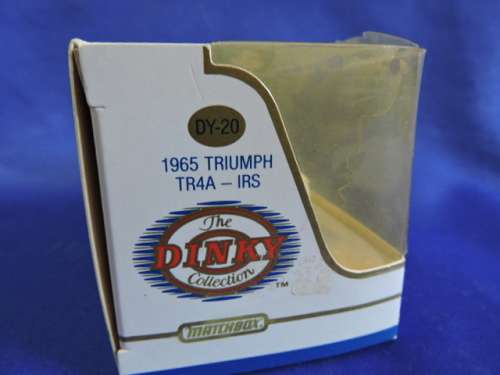 DY-20
1965 TRIUMPH
TR4A – IRS
The
DINKY
Collection
TM
MATCHBOX